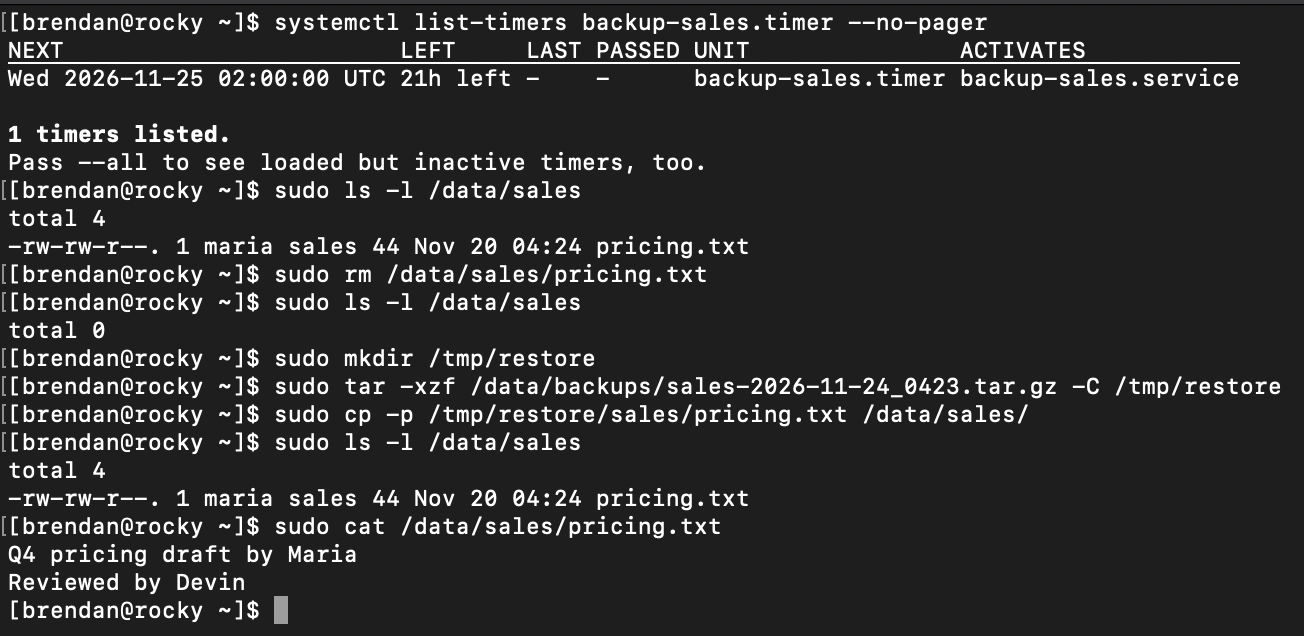 [[brendan@rocky ~]$ systemctl list-timers backup-sales.timer --no-pager
NEXT LEFT LAST PASSED UNIT ACTIVATES
Wed 2026-11-25 02:00:00 UTC 21h left - - backup-sales.timer backup-sales.service
1 timers listed.
Pass --all to see loaded but inactive timers, too.
[[brendan@rocky ~]$ sudo ls -l /data/sales
total 4
-rw-rw-r--. 1 maria sales 44 Nov 20 04:24 pricing.txt
[[brendan@rocky ~]$ sudo rm /data/sales/pricing.txt
[[brendan@rocky ~]$ sudo ls -l /data/sales
total 0
[[brendan@rocky ~]$ sudo mkdir /tmp/restore
[[brendan@rocky ~]$ sudo tar -xzf /data/backups/sales-2026-11-24_0423.tar.gz -C /tmp/restore
[[brendan@rocky ~]$ sudo cp -p /tmp/restore/sales/pricing.txt /data/sales/
[[brendan@rocky ~]$ sudo ls -l /data/sales
total 4
-rw-rw-r--. 1 maria sales 44 Nov 20 04:24 pricing.txt
[[brendan@rocky ~]$ sudo cat /data/sales/pricing.txt
Q4 pricing draft by Maria
Reviewed by Devin
[brendan@rocky ~]$